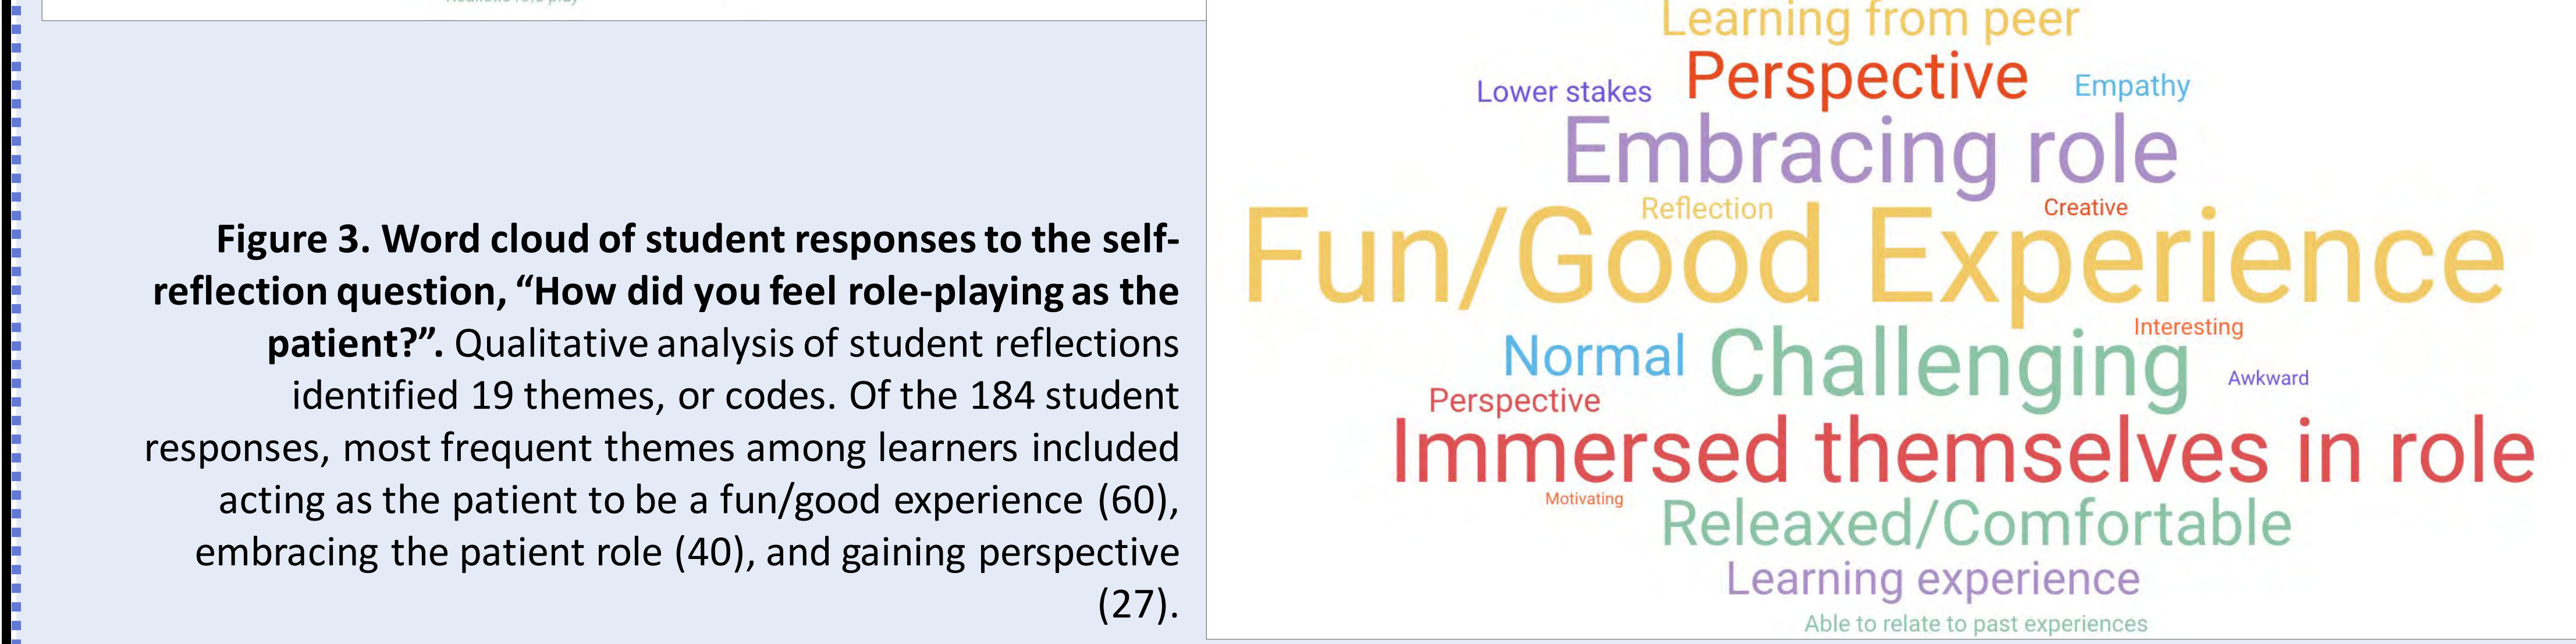 Figure 3. Word cloud of student responses to the self-
reflection question, “How did you feel role-playing as the
patient?”. Qualitative analysis of student reflections
identified 19 themes, or codes. Of the 184 student
responses, most frequent themes among learners included
acting as the patient to be a fun/good experience (60),
embracing the patient role (40), and gaining perspective
(27).
Learning from peer
Lower stakes Perspective Empathy
Embracing role
Reflection Creative
Fun/Good Experience
Interesting
Normal Challenging Awkward
Perspective
Immersed themselves in role
Motivating
Releaxed/Comfortable
Learning experience
Able to relate to past experiences